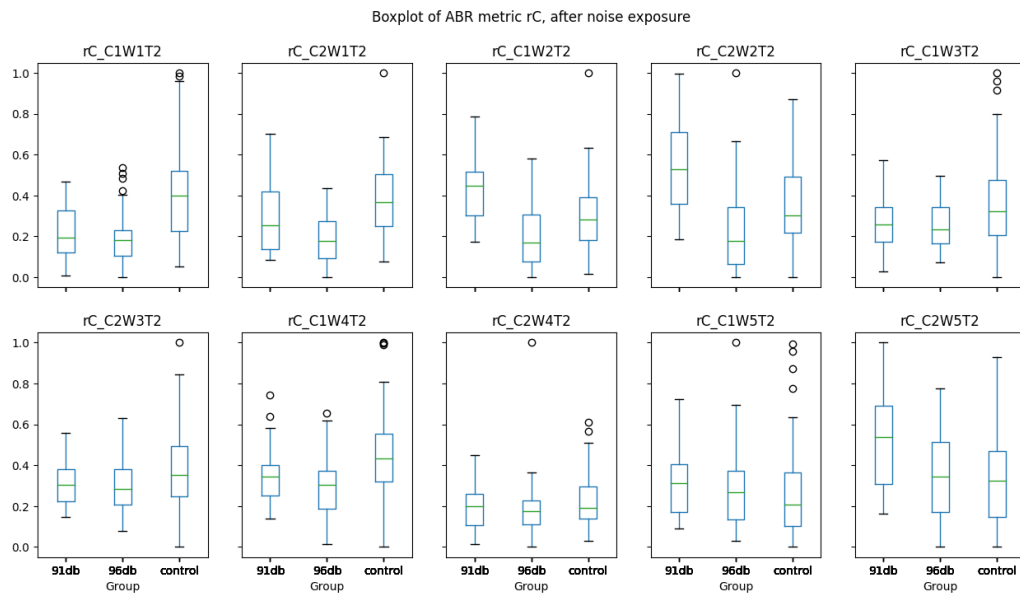 Boxplot of ABR metric rC, after noise exposure
rC_C1W1T2 rC_C2W1T2 rC_C1W2T2 rC_C2W2T2 rC_C1W3T2
1.0
0.8
0.6
0.4
0.2
0.0
rC_C2W3T2 rC_C1W4T2 rC_C2W4T2 rC_C1W5T2 rC_C2W5T2
1.0
0.8
0.6
0.4
0.2
0.0
91db 96db control 91db 96db control 91db 96db control 91db 96db control 91db 96db control
Group Group Group Group Group